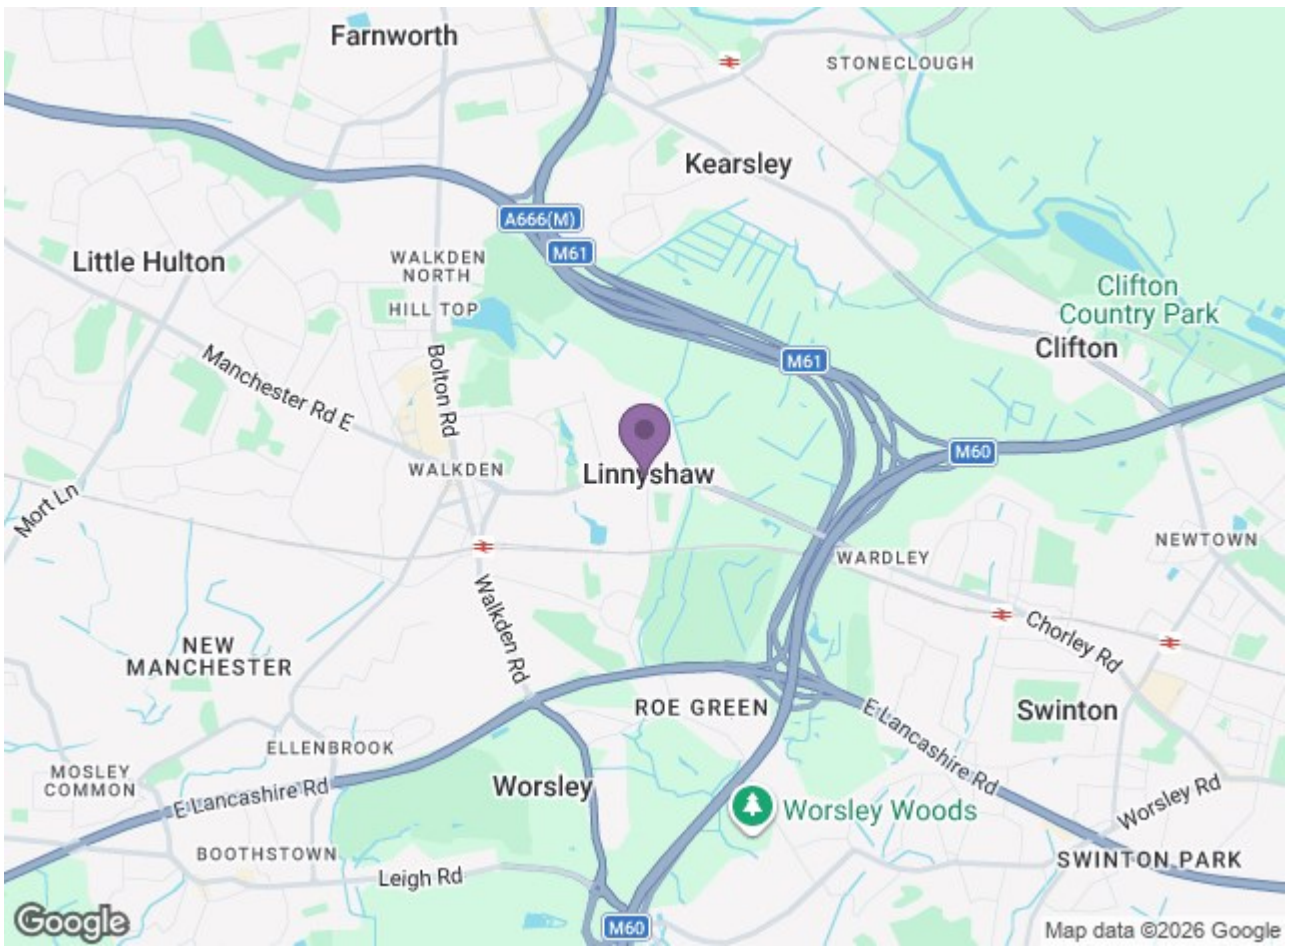 Farnworth
STONECLOUGH
Kearsley
A666(M)
M61
Little Hulton
WALKDEN
NORTH
HILL TOP
Clifton
Country Park
Clifton
M61
Manchester Rd E
Bolton Rd
M60
WALKDEN
Linnyshaw
Mort Ln
WARDLEY
NEWTOWN
Walkden Rd
Chorley Rd
NEW
MANCHESTER
ROE GREEN
Swinton
E Lancashire Rd
ELLENBROOK
MOSLEY
COMMON
E Lancashire Rd
Worsley
Worsley Woods
Worsley Rd
BOOTHSTOWN
SWINTON PARK
Leigh Rd
Google
M60
Map data ©2026 Google